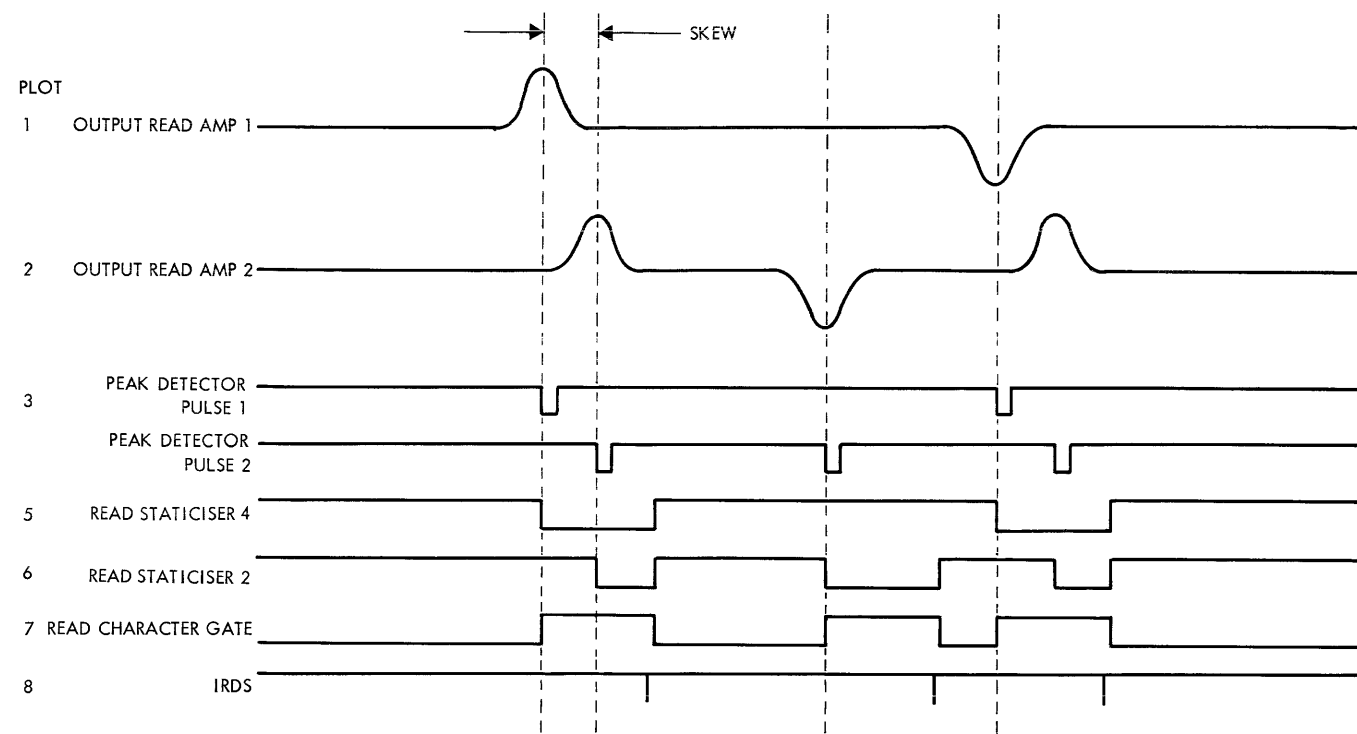 SKEW
PLOT
1 OUTPUT READ AMP 1
2 OUTPUT READ AMP 2
3 PEAK DETECTOR
PULSE 1
PEAK DETECTOR
PULSE 2
5 READ STATICISER 4
6 READ STATICISER 2
7 READ CHARACTER GATE
8 IRDS